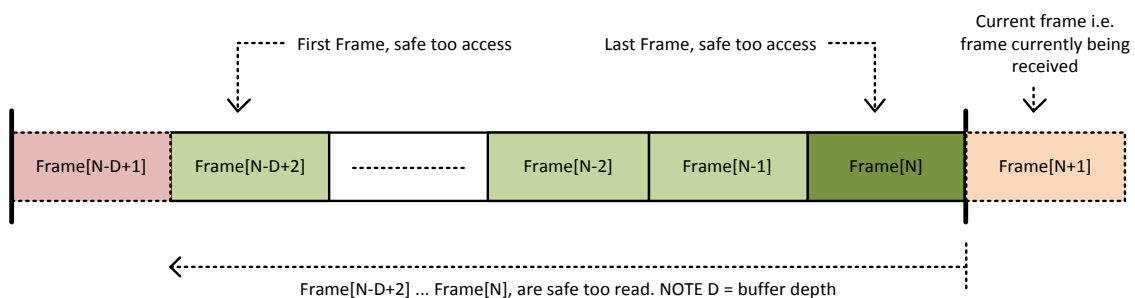 First Frame, safe too access
Last Frame, safe too access
Current frame i.e.
frame currently being
received
Frame[N-D+1]
Frame[N-D+2]
Frame[N-2]
Frame[N-1]
Frame[N]
Frame[N+1]
Frame[N-D+2] ... Frame[N], are safe too read. NOTE D = buffer depth